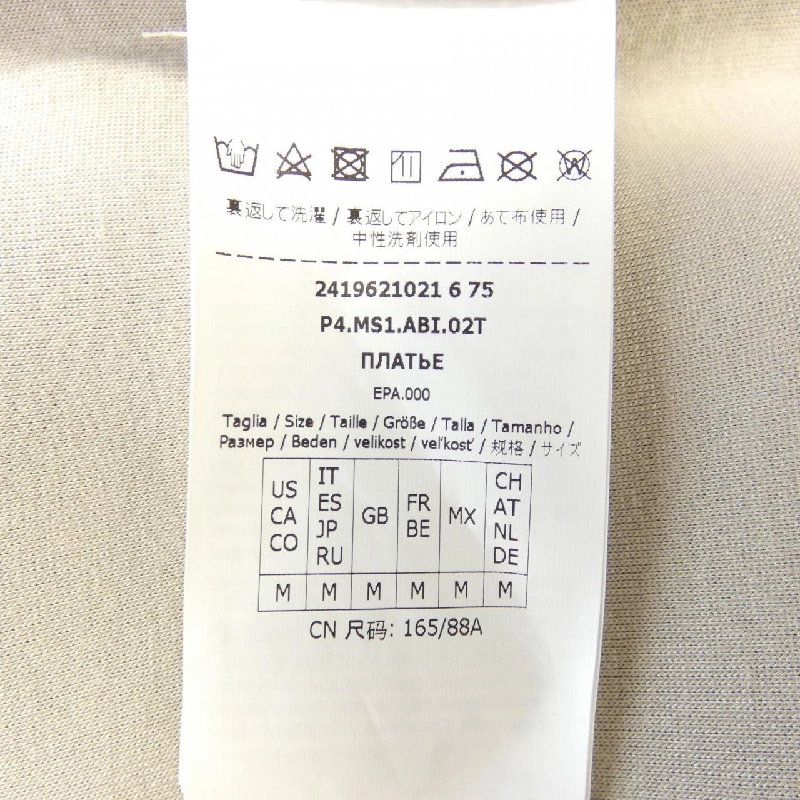 裏返して洗濯 / 裏返してアイロン / あて布使用 /
中性洗剤使用
2419621021 6 75
P4.MS1.ABI.02T
ПЛАТЬЕ
EPA.000
Taglia / Size / Taille / Größe / Talla / Tamanho /
Размер / Beden / velikost / veľkosť / 规格 / サイズ
US CA CO IT ES JP RU GB FR BE MX CH AT NL DE
M M M M M M
CN 尺码: 165/88A